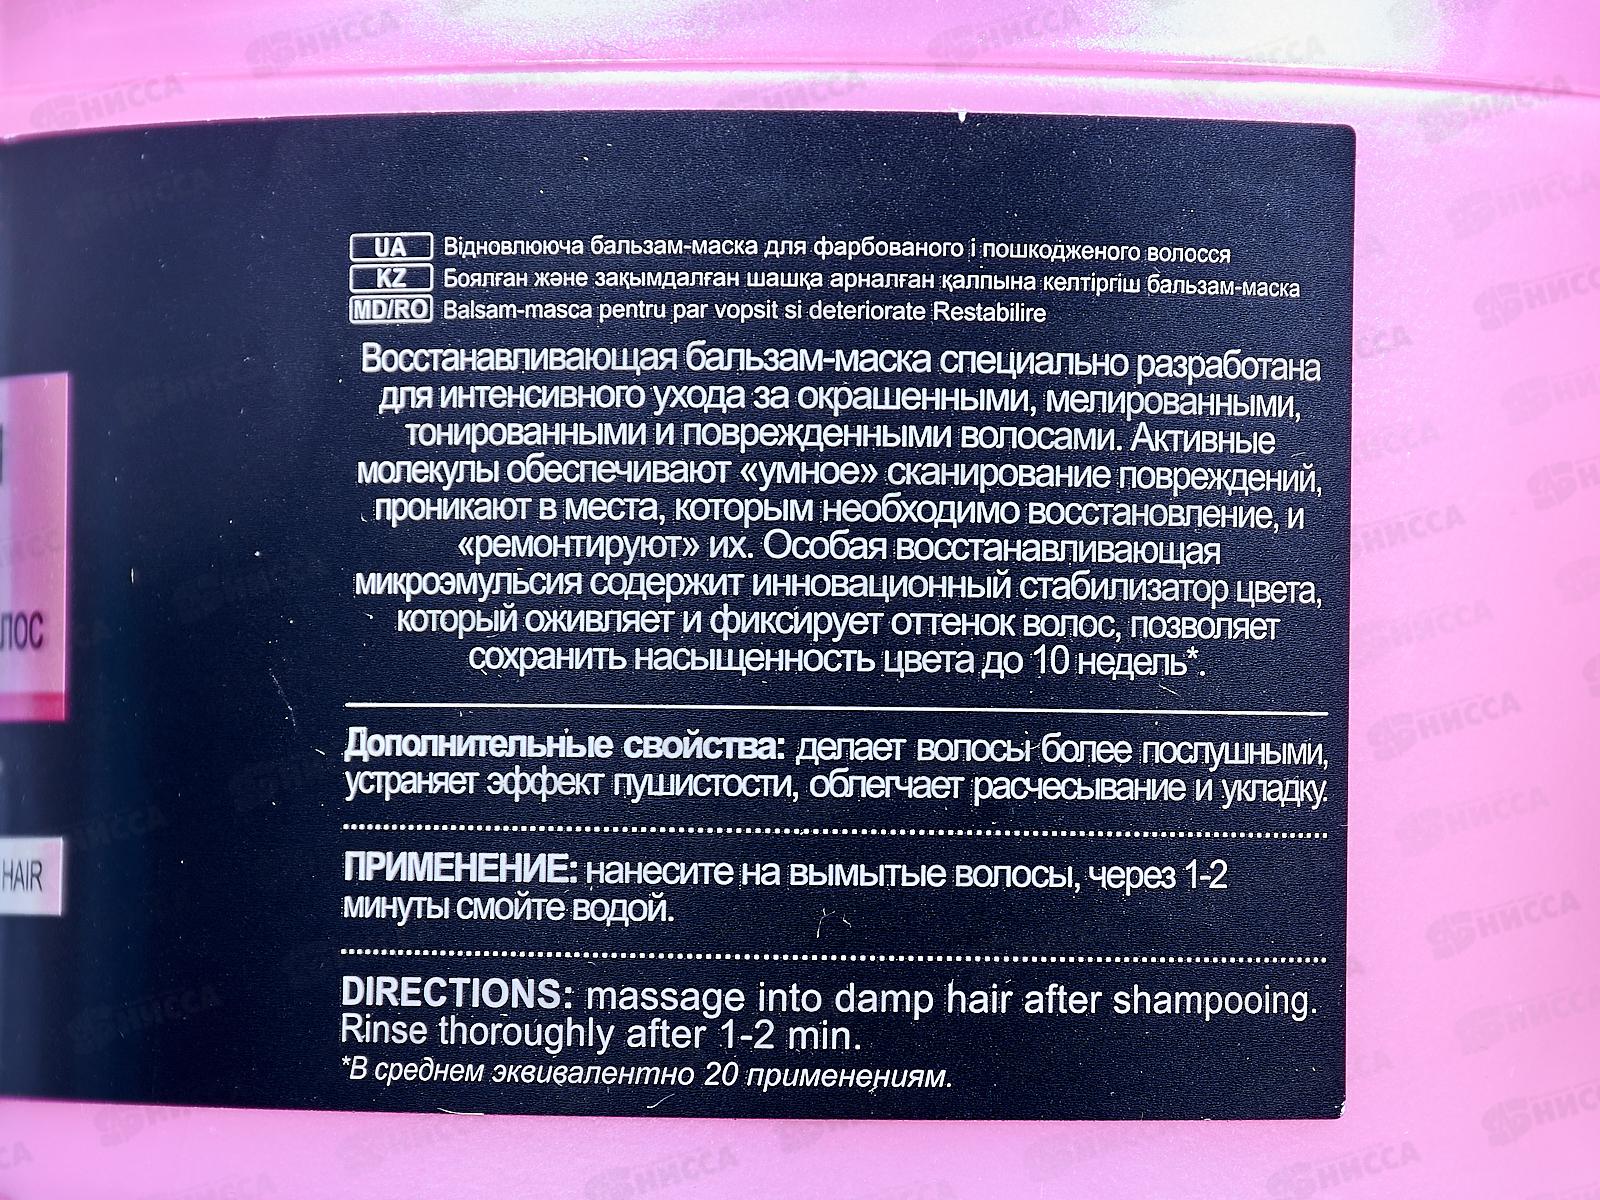 UA Відновлююча бальзам-маска для фарбованого і пошкодженого волосся
KZ Боялған және зақымдалған шашқа арналған қалпына келтіргіш бальзам-маска
MD/RO Balsam-masca pentru par vopsit si deteriorate Restabilire
Восстанавливающая бальзам-маска специально разработана
для интенсивного ухода за окрашенными, мелированными,
тонированными и поврежденными волосами. Активные
молекулы обеспечивают «умное» сканирование повреждений,
проникают в места, которым необходимо восстановление, и
«ремонтируют» их. Особая восстанавливающая
микроэмульсия содержит инновационный стабилизатор цвета,
который оживляет и фиксирует оттенок волос, позволяет
сохранить насыщенность цвета до 10 недель*.
Дополнительные свойства: делает волосы более послушными,
устраняет эффект пушистости, облегчает расчесывание и укладку.
ПРИМЕНЕНИЕ: нанесите на вымытые волосы, через 1-2
минуты смойте водой.
DIRECTIONS: massage into damp hair after shampooing.
Rinse thoroughly after 1-2 min.
*В среднем эквивалентно 20 применениям.
ЛОС
HAIR
НИССА